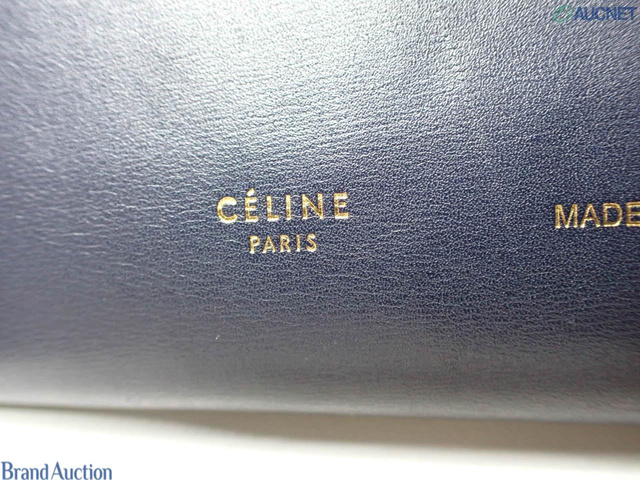 AUCNET
CÉLINE
PARIS
MADE
Brand Auction